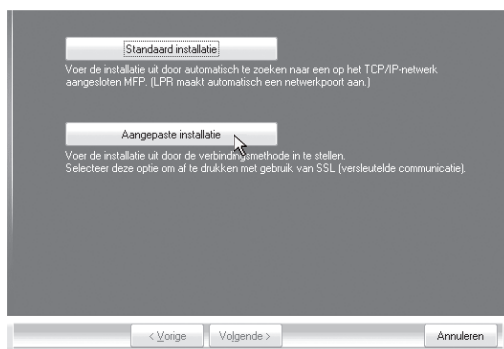 Standaard installatie
Voer de installatie uit door automatisch te zoeken naar een op het TCP/IP-netwerk
aangesloten MFP. (LPR maakt automatisch een netwerkpoort aan.)
Aangepaste installatie
Voer de installatie uit door de verbindingsmethode in te stellen.
Selecteer deze optie om af te drukken met gebruik van SSL (versleutelde communicatie).
< Vorige
Volgende >
Annuleren